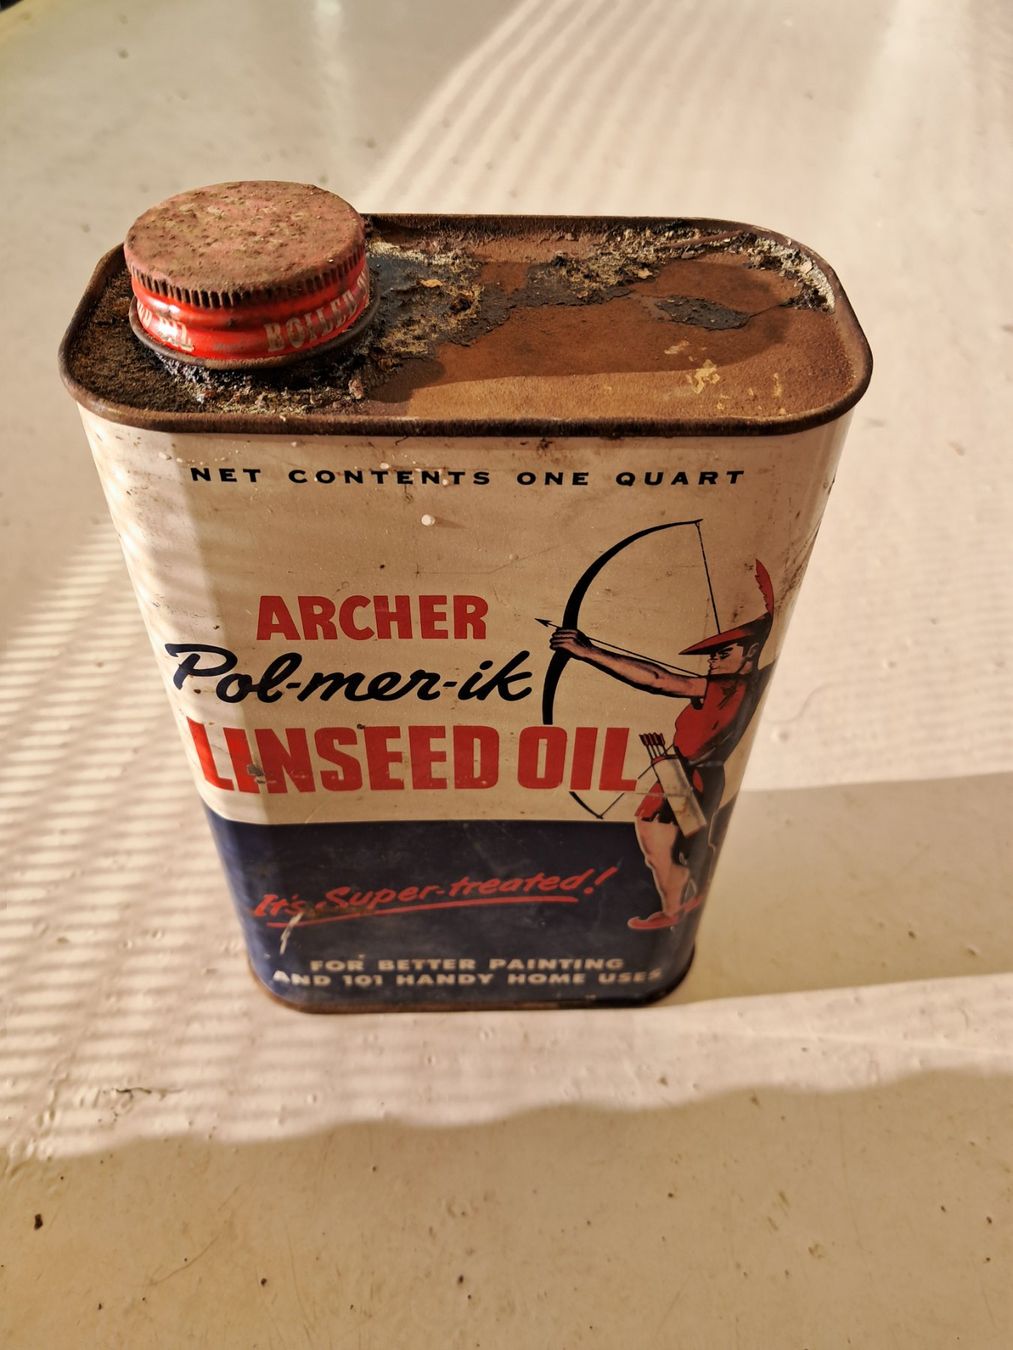 BOILED
NET CONTENTS ONE QUART
ARCHER
Pol-mer-ik
LINSEED OIL
It's Super-treated!
FOR BETTER PAINTING
AND 101 HANDY HOME USES